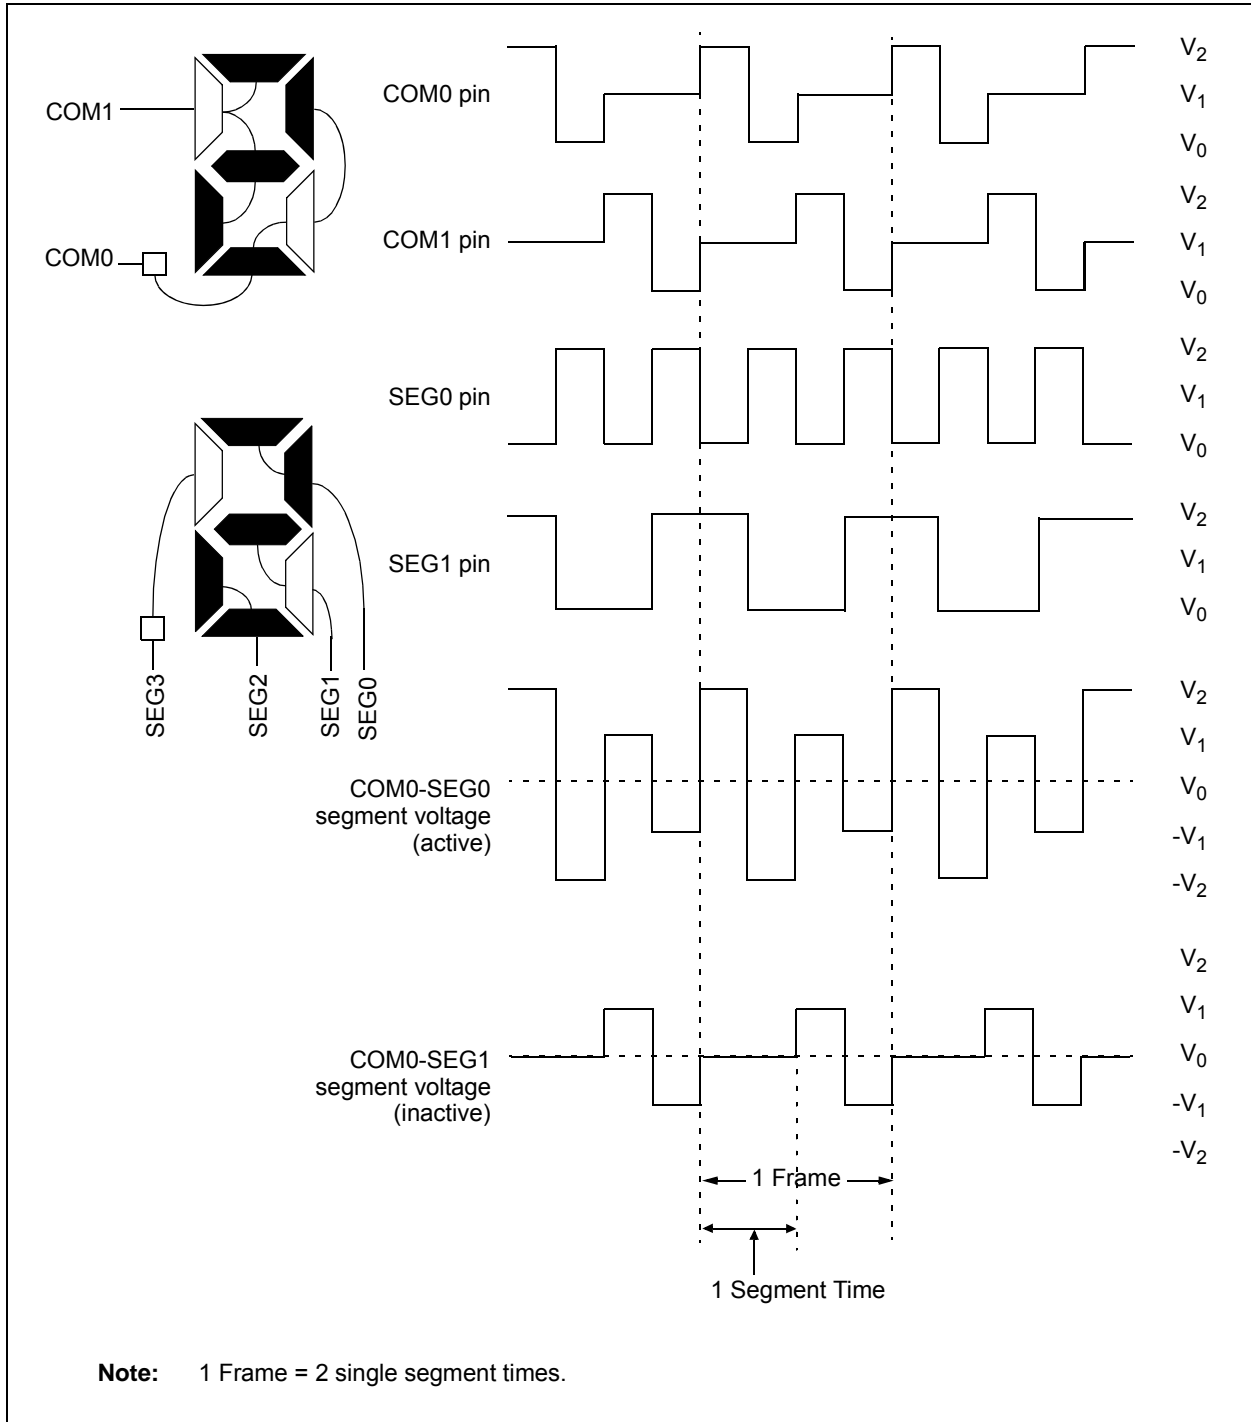 COM1
COM0
SEG3
SEG2
SEG1
SEG0
COM0 pin
V2
V1
V0
COM1 pin
V2
V1
V0
SEG0 pin
V2
V1
V0
SEG1 pin
V2
V1
V0
COM0-SEG0
segment voltage
(active)
V2
V1
V0
-V1
-V2
COM0-SEG1
segment voltage
(inactive)
V2
V1
V0
-V1
-V2
1 Frame
1 Segment Time
Note: 1 Frame = 2 single segment times.